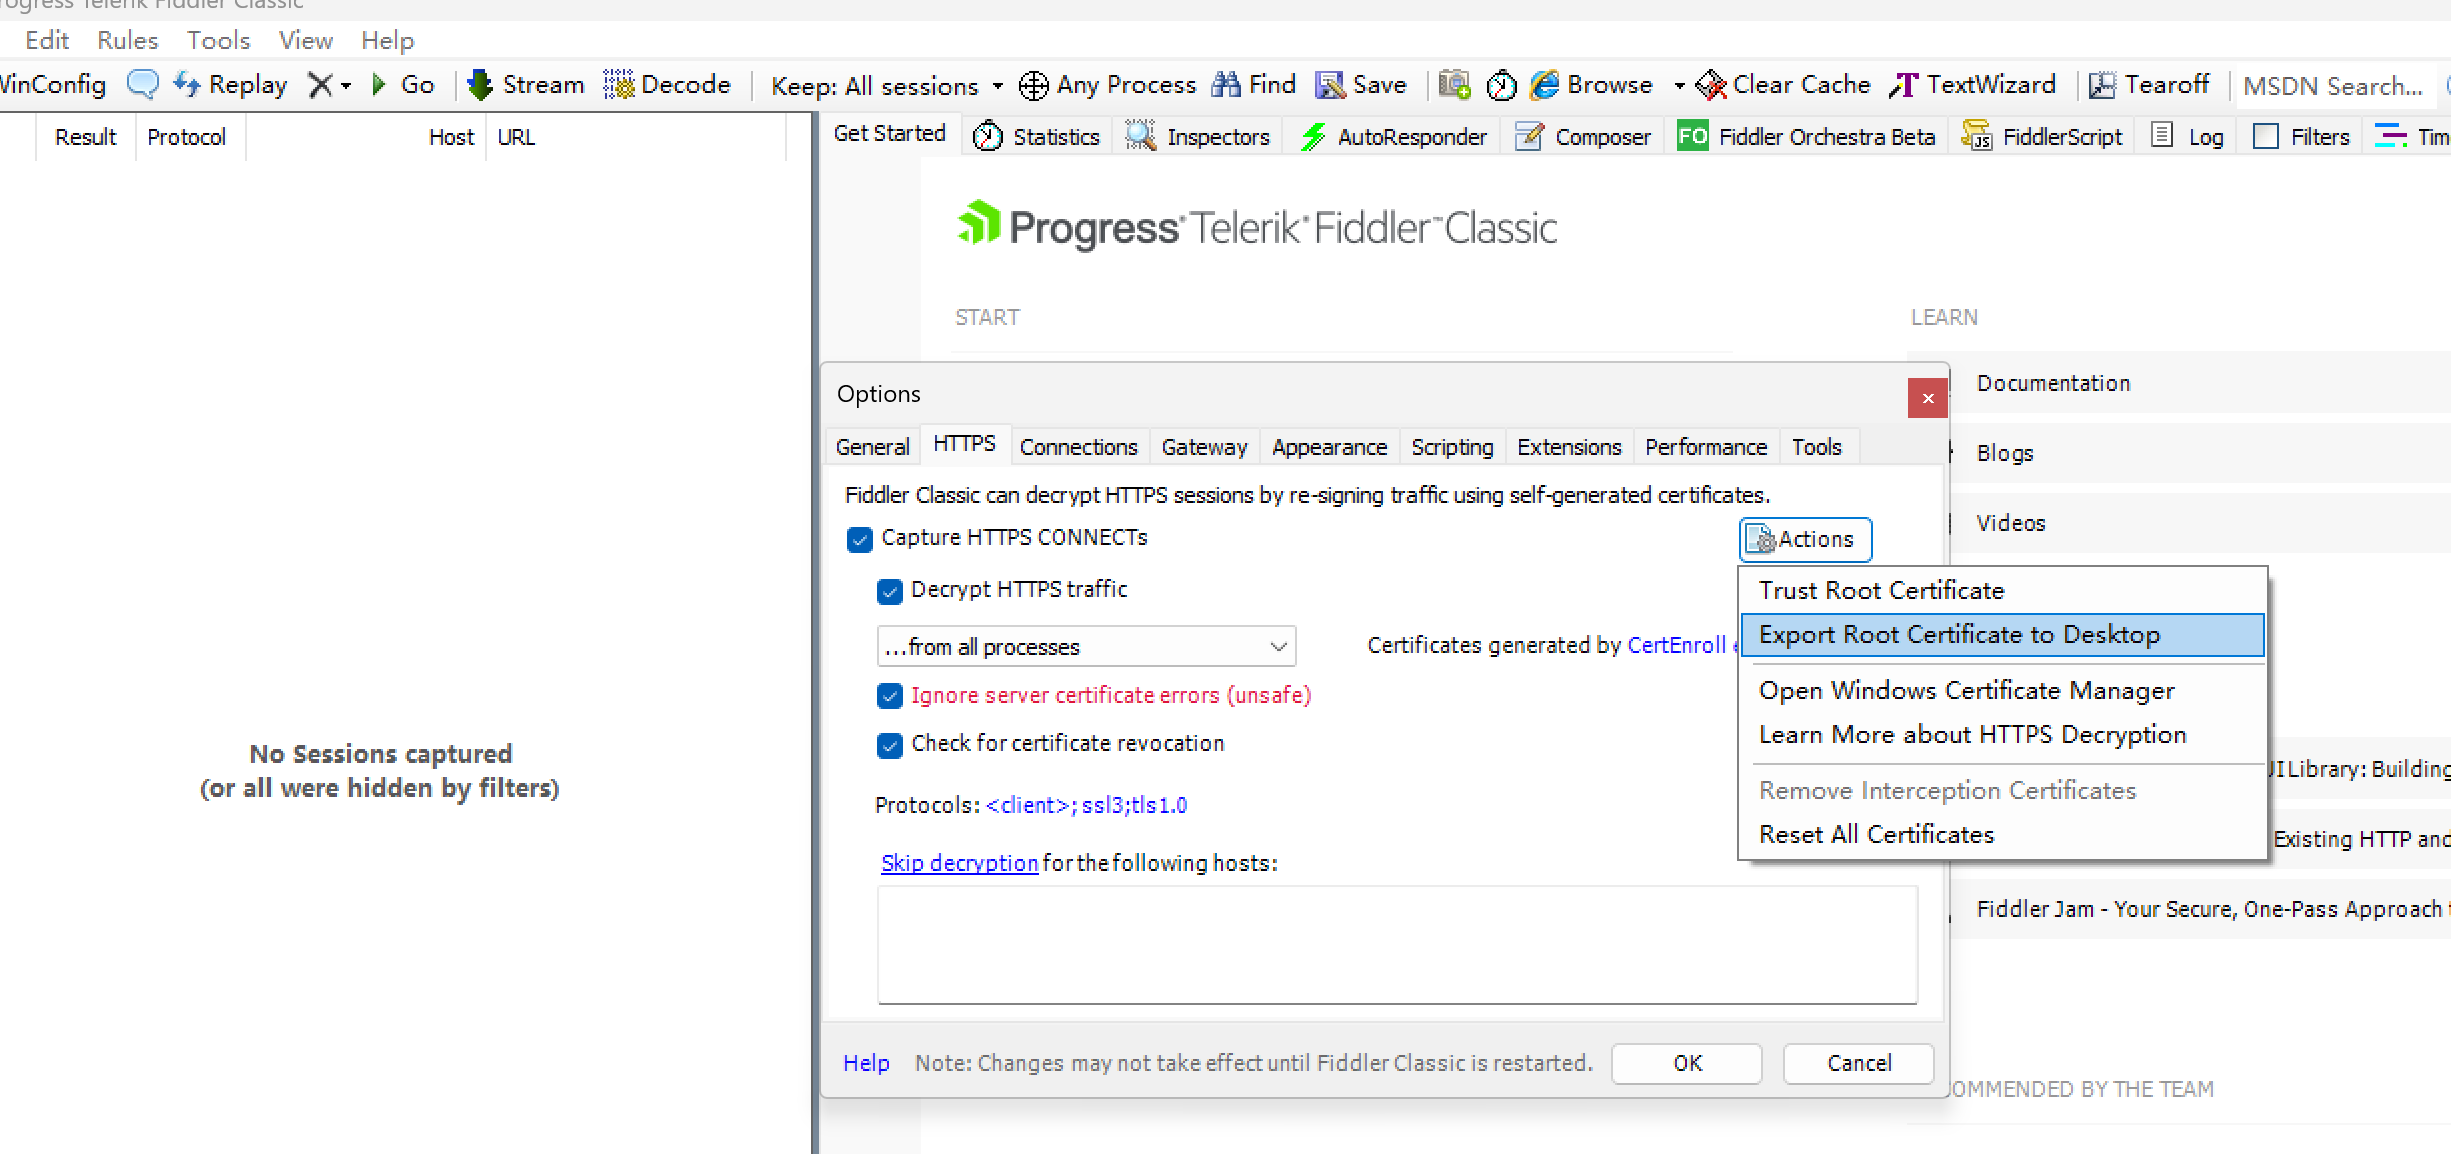 Progress Telerik Fiddler Classic
Edit Rules Tools View Help
WinConfig Replay Go Stream Decode Keep: All sessions Any Process Find Save Browse Clear Cache TextWizard Tearoff MSDN Search...
Result Protocol Host URL
Get Started Statistics Inspectors AutoResponder Composer FO Fiddler Orchestra Beta FiddlerScript Log Filters
Progress Telerik Fiddler Classic
START
LEARN
Documentation
Blogs
Videos
UI Library: Building
Existing HTTP and
Fiddler Jam - Your Secure, One-Pass Approach
OMMENDED BY THE TEAM
No Sessions captured
(or all were hidden by filters)
Options
General HTTPS Connections Gateway Appearance Scripting Extensions Performance Tools
Fiddler Classic can decrypt HTTPS sessions by re-signing traffic using self-generated certificates.
Capture HTTPS CONNECTs
Actions
Decrypt HTTPS traffic
...from all processes
Certificates generated by CertEnroll
Ignore server certificate errors (unsafe)
Check for certificate revocation
Protocols: <client>; ssl3;tls1.0
Skip decryption for the following hosts:
Trust Root Certificate
Export Root Certificate to Desktop
Open Windows Certificate Manager
Learn More about HTTPS Decryption
Remove Interception Certificates
Reset All Certificates
Help Note: Changes may not take effect until Fiddler Classic is restarted. OK Cancel